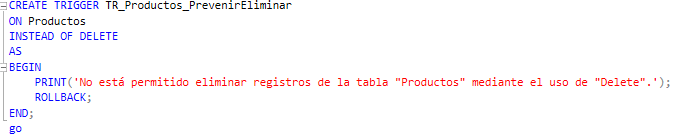 CREATE TRIGGER TR_Productos_PrevenirEliminar
ON Productos
INSTEAD OF DELETE
AS
BEGIN
PRINT('No está permitido eliminar registros de la tabla "Productos" mediante el uso de "Delete".');
ROLLBACK;
END;
go